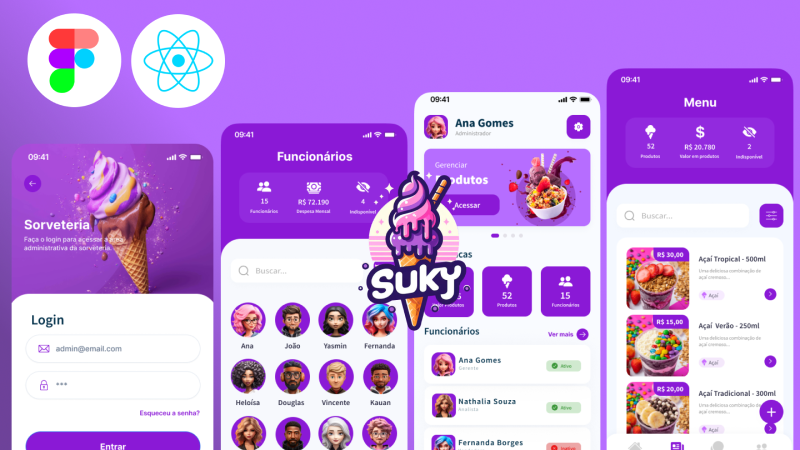 09:41
Sorveteria
Faça o login para acessar a área
administrativa da sorveteria.
Login
admin@email.com
***
Esqueceu a senha?
Entrar
09:41
Funcionários
15
Funcionários
R$ 72.190
Despesa Mensal
4
Indisponível
Buscar...
Ana
João
Yasmin
Fernanda
Heloísa
Douglas
Vincente
Kauan
SUKY
09:41
Ana Gomes
Administrador
Gerenciar
Acessar
52
Produtos
15
Funcionários
Funcionários
Ver mais
Ana Gomes
Gerente
Ativo
Nathalia Souza
Analista
Ativo
Fernanda Borges
09:41
Menu
52
Produtos
R$ 20.780
Valor em produtos
2
Indisponível
Buscar...
R$ 30,00
Açaí Tropical - 500ml
Uma deliciosa combinação de
açaí cremoso...
Açaí
R$ 15,00
Açaí Verão - 250ml
Uma deliciosa combinação de
açaí cremoso...
Açaí
R$ 20,00
Açaí Tradicional - 300ml
Uma deliciosa combinação de
açaí cremoso...
Açaí